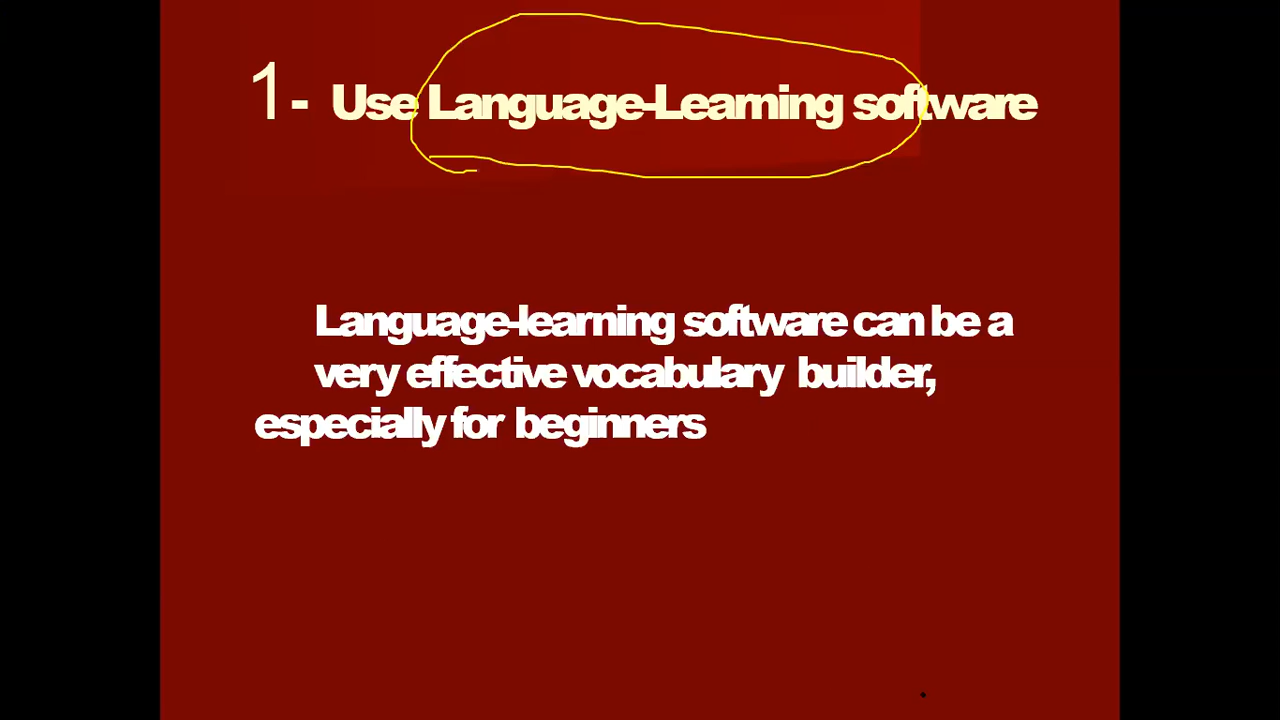 1- Use Language-Learning software
Language-learning software can be a
very effective vocabulary builder,
especially for beginners